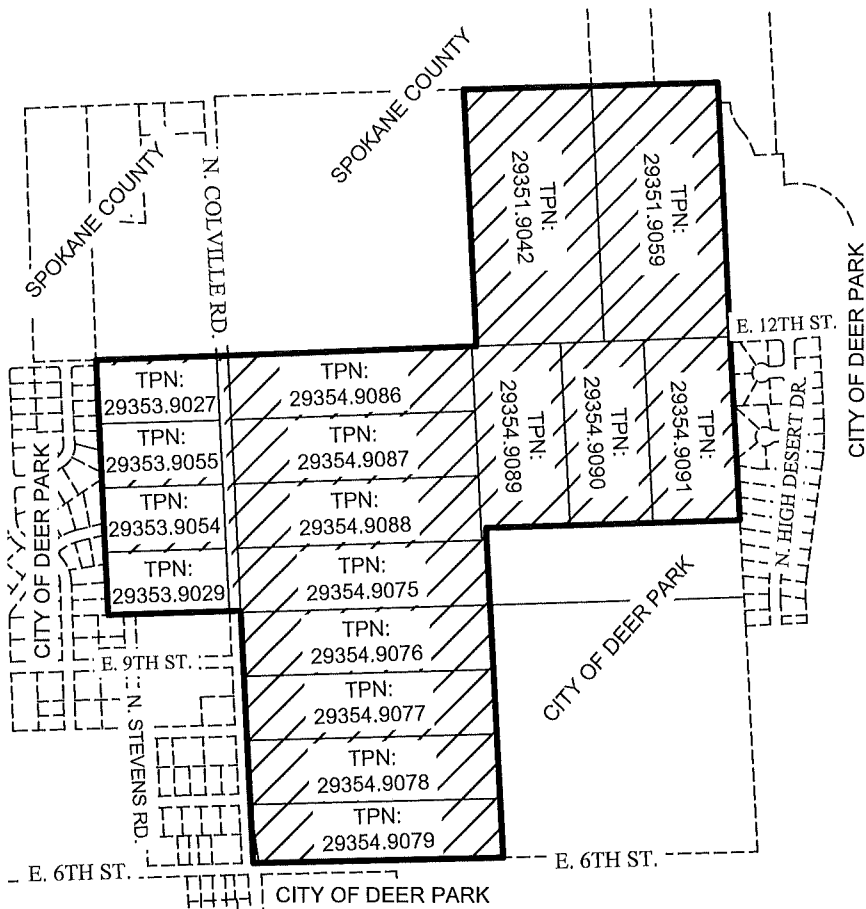 SPOKANE COUNTY
SPOKANE COUNTY
N. COLVILLE RD.
TPN:
29351.9042
TPN:
29351.9059
CITY OF DEER PARK
E. 12TH ST.
N. HIGH DESERT DR.
TPN:
29353.9027
TPN:
29353.9055
TPN:
29353.9054
TPN:
29353.9029
TPN:
29354.9086
TPN:
29354.9087
TPN:
29354.9088
TPN:
29354.9075
TPN:
29354.9076
TPN:
29354.9077
TPN:
29354.9078
TPN:
29354.9079
TPN:
29354.9089
TPN:
29354.9090
TPN:
29354.9091
CITY OF DEER PARK
CITY OF DEER PARK
E. 9TH ST.
N. STEVENS RD.
E. 6TH ST.
E. 6TH ST.
CITY OF DEER PARK